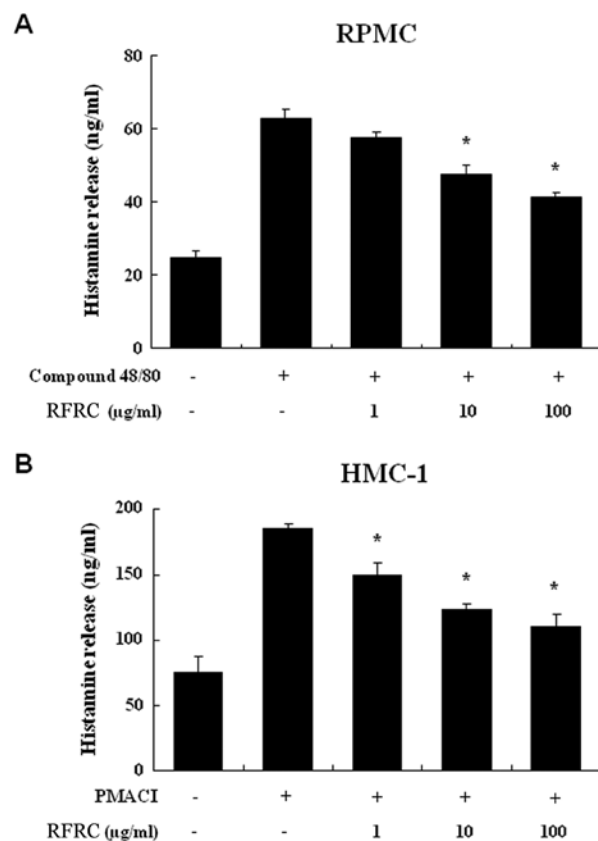 A
RPMC
Histamine release (ng/ml)
80
60
40
20
0
* *
Compound 48/80 - + + + +
RFRC (µg/ml) - - 1 10 100
B
HMC-1
Histamine release (ng/ml)
200
150
100
50
0
* * *
PMACI - + + + +
RFRC (µg/ml) - - 1 10 100